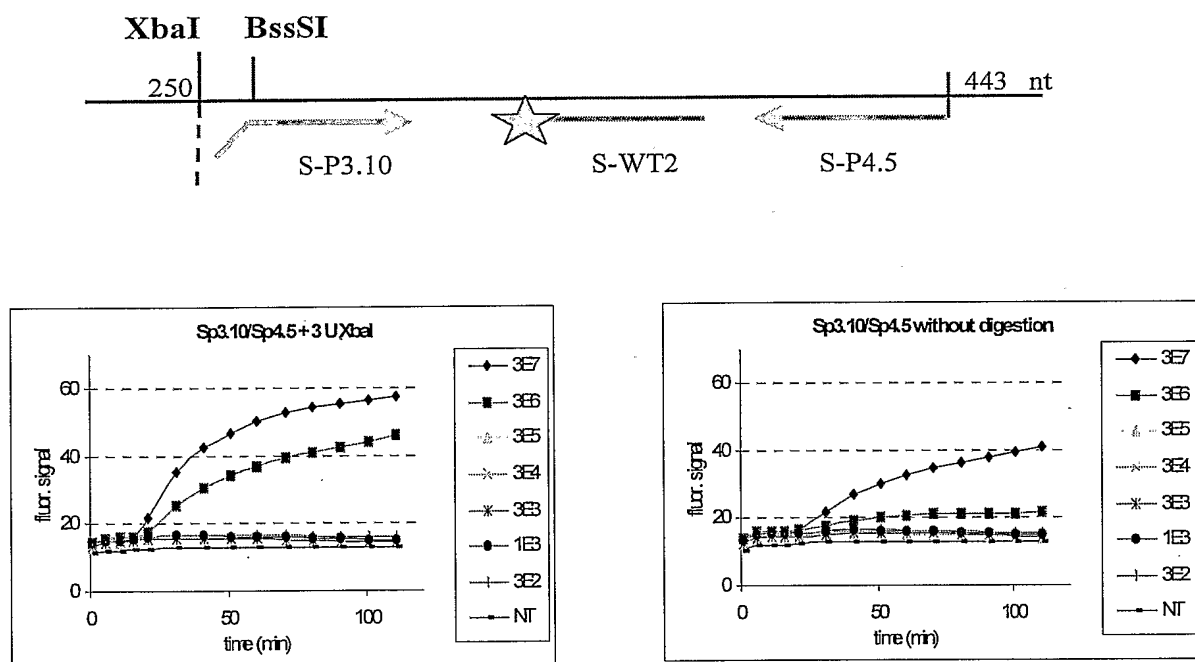 XbaI BssSI
250 443 nt
S-P3.10 S-WT2 S-P4.5
Sp3.10/Sp4.5 + 3 U XbaI
fluor. signal
60
40
20
0
0 50 100
time (min)
3E7
3E6
3E5
3E4
3E3
1E3
3E2
NT
Sp3.10/Sp4.5 without digestion
fluor. signal
60
40
20
0
0 50 100
time (min)
3E7
3E6
3E5
3E4
3E3
1E3
3E2
NT